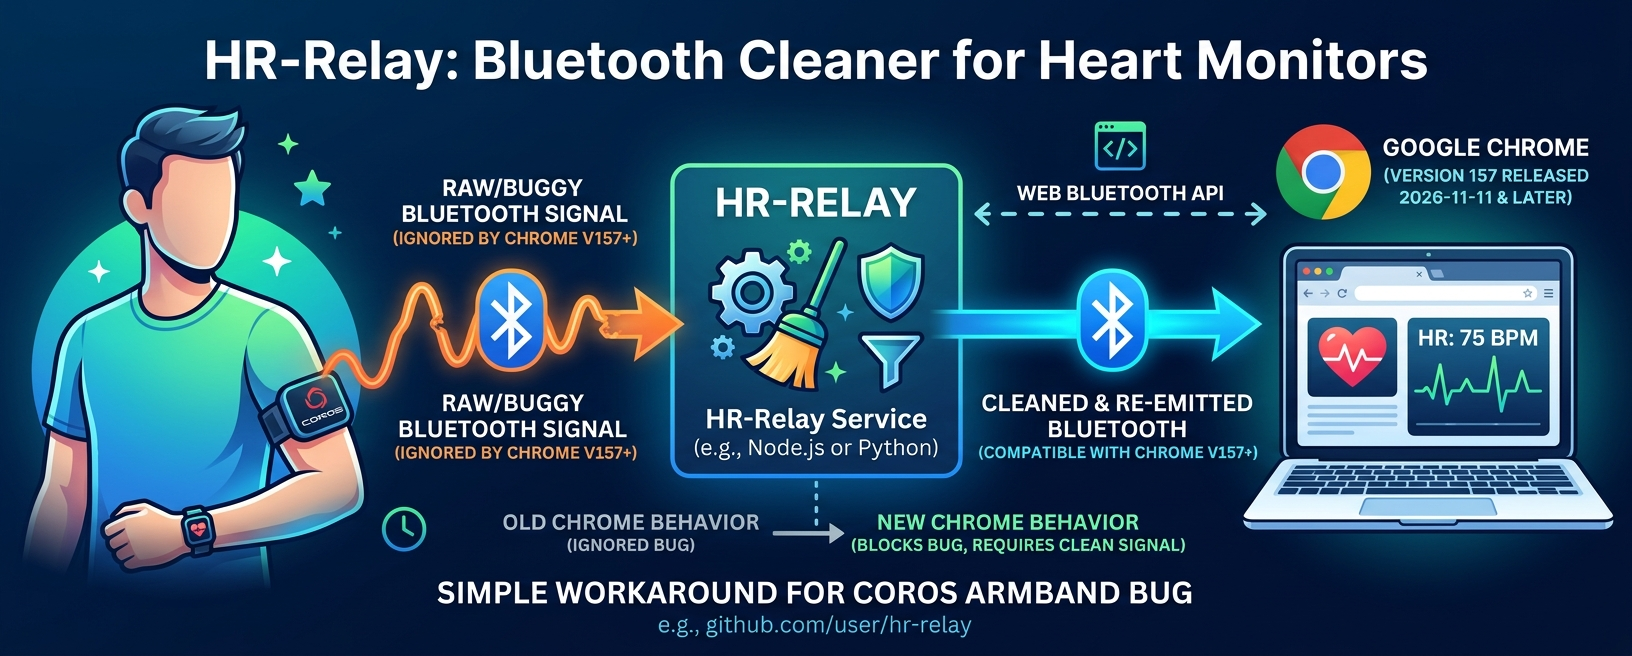 HR-Relay: Bluetooth Cleaner for Heart Monitors
RAW/BUGGY
BLUETOOTH SIGNAL
(IGNORED BY CHROME V157+)
RAW/BUGGY
BLUETOOTH SIGNAL
(IGNORED BY CHROME V157+)
COROS
HR-RELAY
HR-Relay Service
(e.g., Node.js or Python)
WEB BLUETOOTH API
</>
GOOGLE CHROME
(VERSION 157 RELEASED
2026-11-11 & LATER)
CLEANED & RE-EMITTED
BLUETOOTH
(COMPATIBLE WITH CHROME V157+)
HR: 75 BPM
OLD CHROME BEHAVIOR
(IGNORED BUG)
NEW CHROME BEHAVIOR
(BLOCKS BUG, REQUIRES CLEAN SIGNAL)
SIMPLE WORKAROUND FOR COROS ARMBAND BUG
e.g., github.com/user/hr-relay